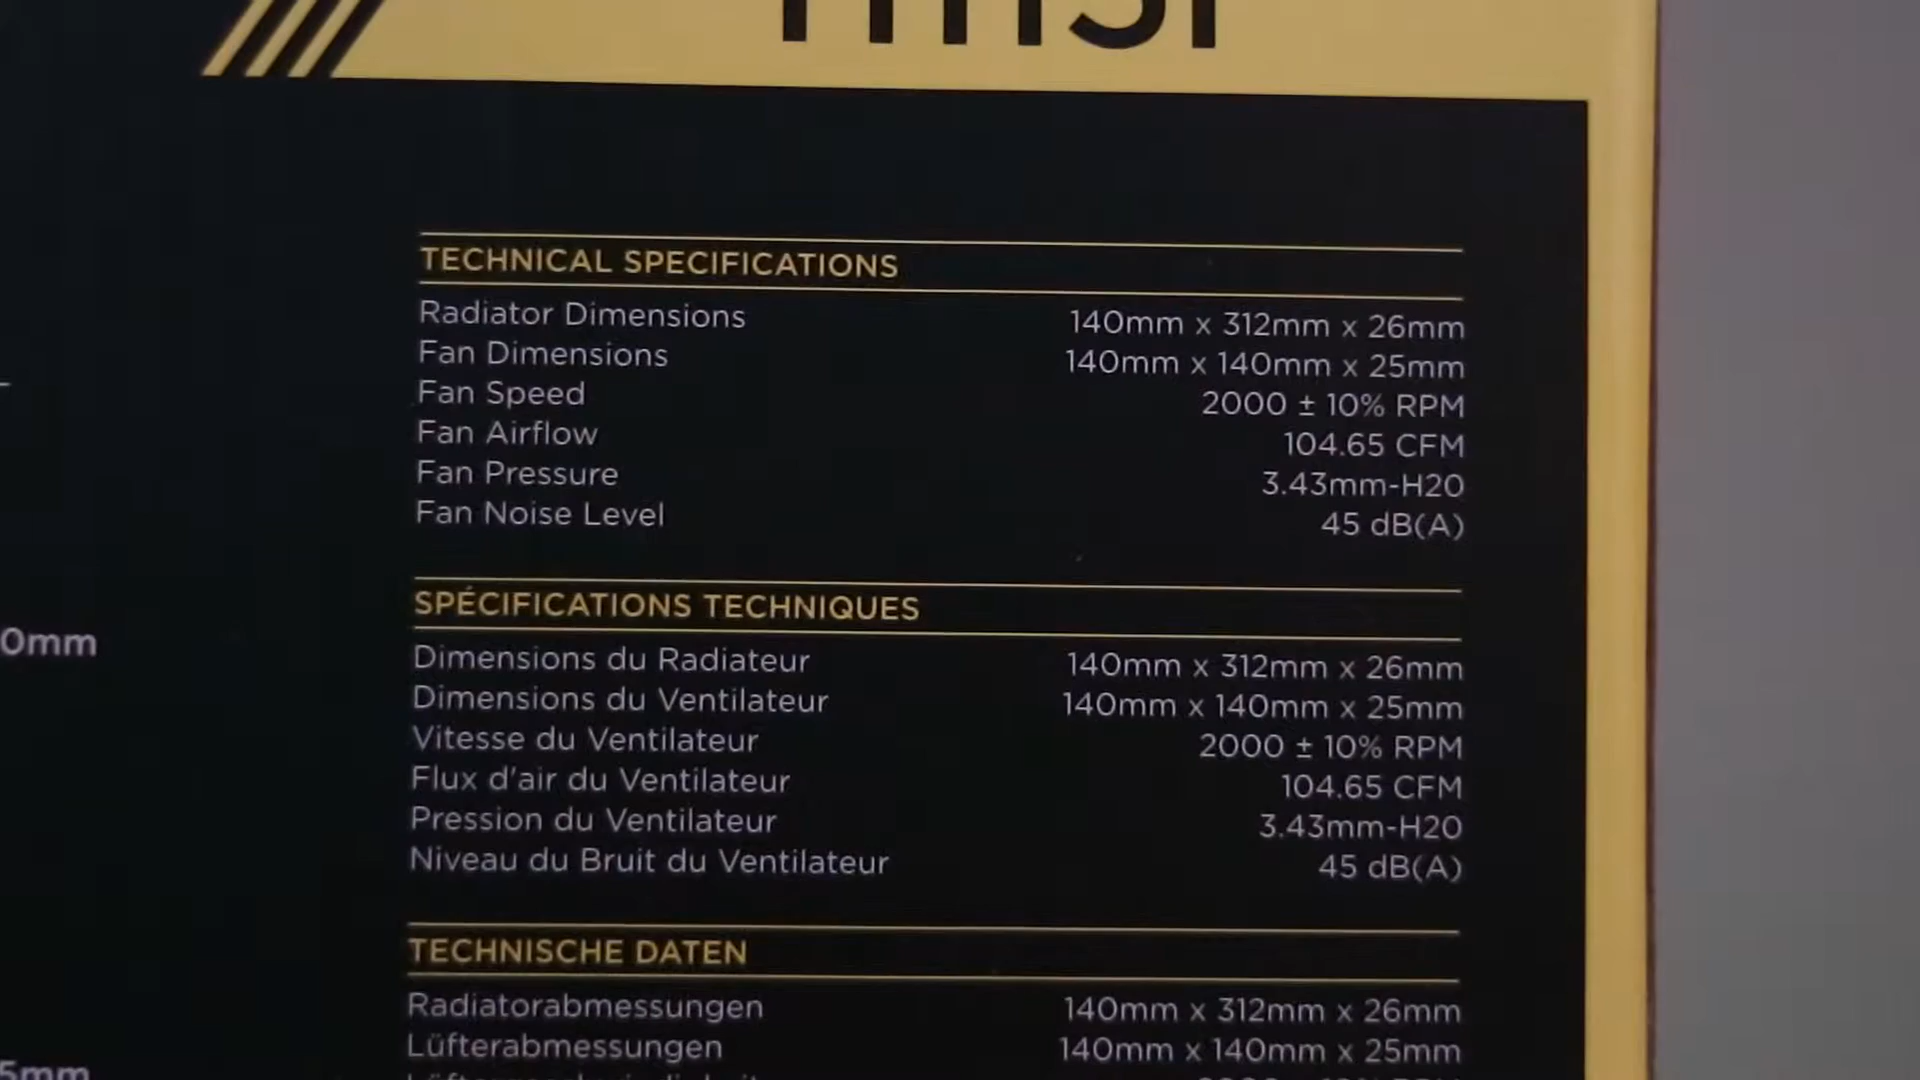 TECHNICAL SPECIFICATIONS
Radiator Dimensions 140mm x 312mm x 26mm
Fan Dimensions 140mm x 140mm x 25mm
Fan Speed 2000 ± 10% RPM
Fan Airflow 104.65 CFM
Fan Pressure 3.43mm-H20
Fan Noise Level 45 dB(A)
SPÉCIFICATIONS TECHNIQUES
0mm
Dimensions du Radiateur 140mm x 312mm x 26mm
Dimensions du Ventilateur 140mm x 140mm x 25mm
Vitesse du Ventilateur 2000 ± 10% RPM
Flux d'air du Ventilateur 104.65 CFM
Pression du Ventilateur 3.43mm-H20
Niveau du Bruit du Ventilateur 45 dB(A)
TECHNISCHE DATEN
Radiatorabmessungen 140mm x 312mm x 26mm
Lüfterabmessungen 140mm x 140mm x 25mm
5mm